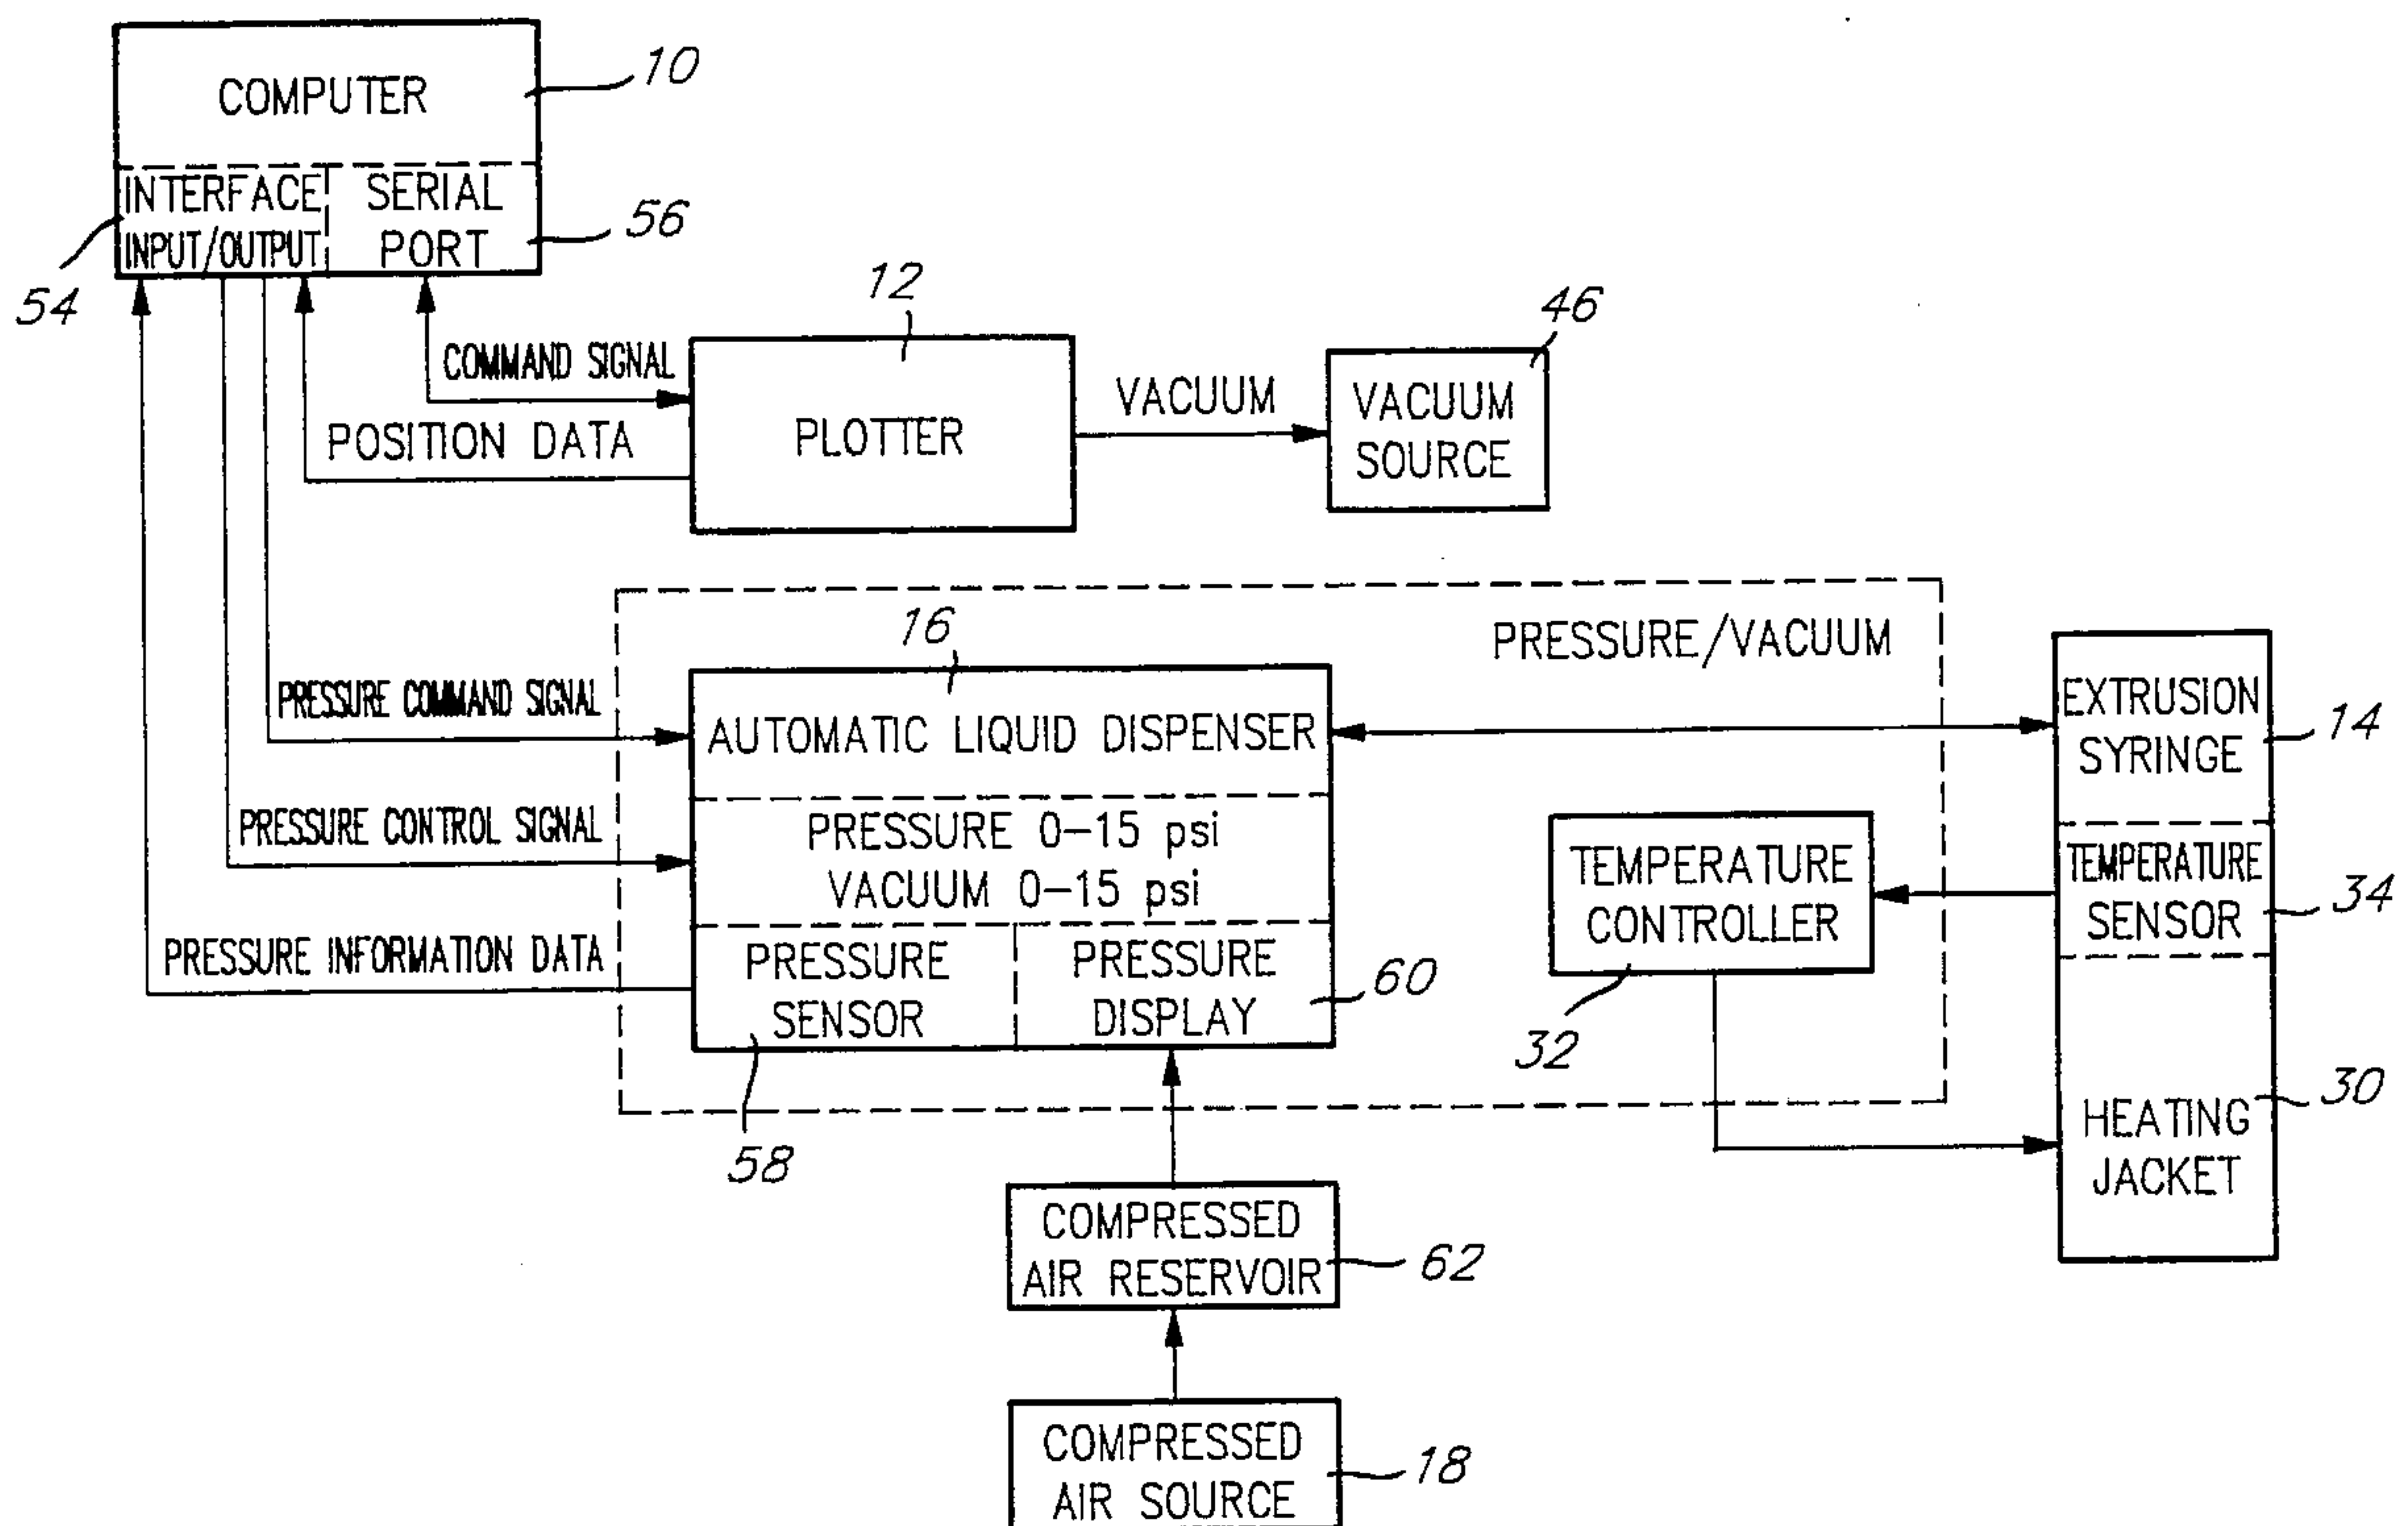 COMPUTER
10
INTERFACE
INPUT/OUTPUT
SERIAL
PORT
54
56
12
46
COMMAND SIGNAL
POSITION DATA
PLOTTER
VACUUM
VACUUM
SOURCE
16
PRESSURE/VACUUM
PRESSURE COMMAND SIGNAL
AUTOMATIC LIQUID DISPENSER
EXTRUSION
SYRINGE
14
PRESSURE CONTROL SIGNAL
PRESSURE 0–15 psi
VACUUM 0–15 psi
TEMPERATURE
CONTROLLER
32
TEMPERATURE
SENSOR
34
PRESSURE INFORMATION DATA
PRESSURE
SENSOR
PRESSURE
DISPLAY
60
58
HEATING
JACKET
30
COMPRESSED
AIR RESERVOIR
62
COMPRESSED
AIR SOURCE
18